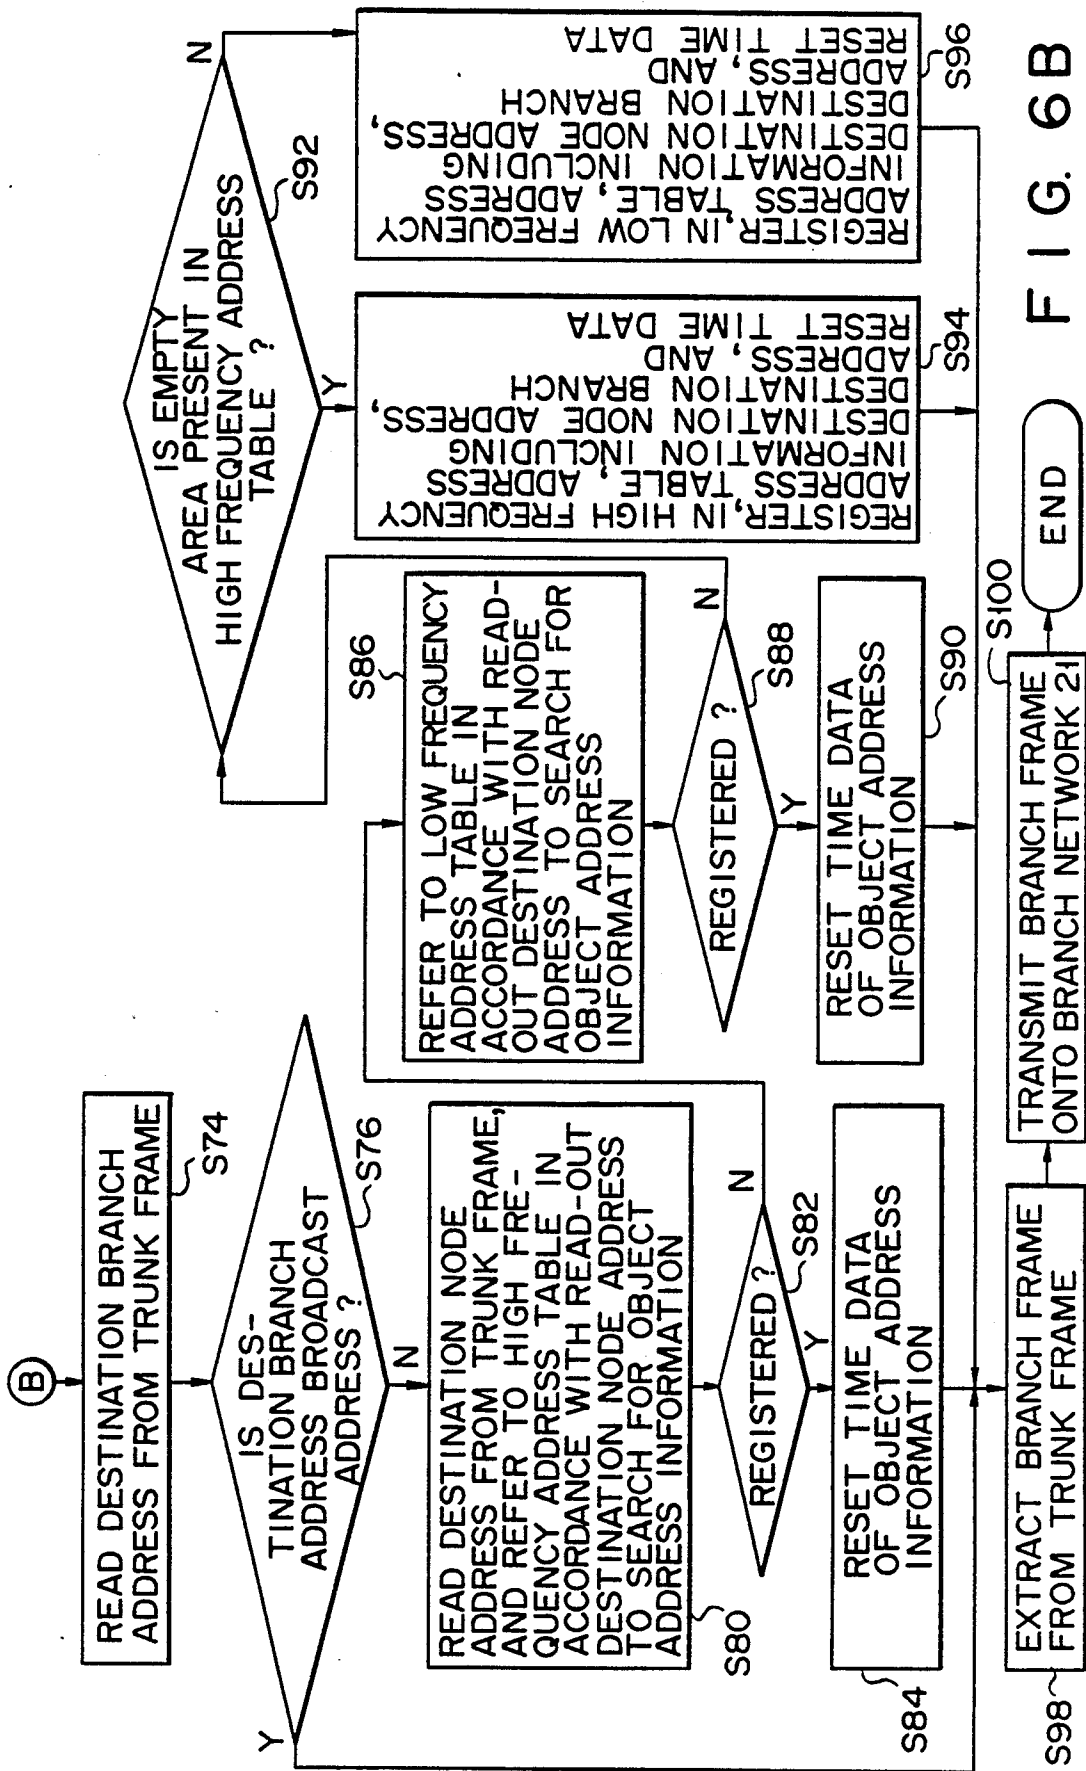 B
READ DESTINATION BRANCH
ADDRESS FROM TRUNK FRAME
S74
IS DES-
TINATION BRANCH
ADDRESS BROADCAST
ADDRESS ?
S76
Y
N
READ DESTINATION NODE
ADDRESS FROM TRUNK FRAME,
AND REFER TO HIGH FRE-
QUENCY ADDRESS TABLE IN
ACCORDANCE WITH READ-OUT
DESTINATION NODE ADDRESS
TO SEARCH FOR OBJECT
ADDRESS INFORMATION
S80
REGISTERED ?
S82
N
Y
RESET TIME DATA
OF OBJECT ADDRESS
INFORMATION
S84
REFER TO LOW FREQUENCY
ADDRESS TABLE IN
ACCORDANCE WITH READ-
OUT DESTINATION NODE
ADDRESS TO SEARCH FOR
OBJECT ADDRESS
INFORMATION
S86
REGISTERED ?
S88
N
Y
RESET TIME DATA
OF OBJECT ADDRESS
INFORMATION
S90
IS EMPTY
AREA PRESENT IN
HIGH FREQUENCY ADDRESS
TABLE ?
S92
N
Y
REGISTER, IN HIGH FREQUENCY
ADDRESS TABLE, ADDRESS
INFORMATION INCLUDING
DESTINATION NODE ADDRESS,
DESTINATION BRANCH
ADDRESS, AND
RESET TIME DATA
S94
REGISTER, IN LOW FREQUENCY
ADDRESS TABLE, ADDRESS
INFORMATION INCLUDING
DESTINATION NODE ADDRESS,
DESTINATION BRANCH
ADDRESS, AND
RESET TIME DATA
S96
EXTRACT BRANCH FRAME
FROM TRUNK FRAME
S98
TRANSMIT BRANCH FRAME
ONTO BRANCH NETWORK 21
S100
END
FIG. 6B